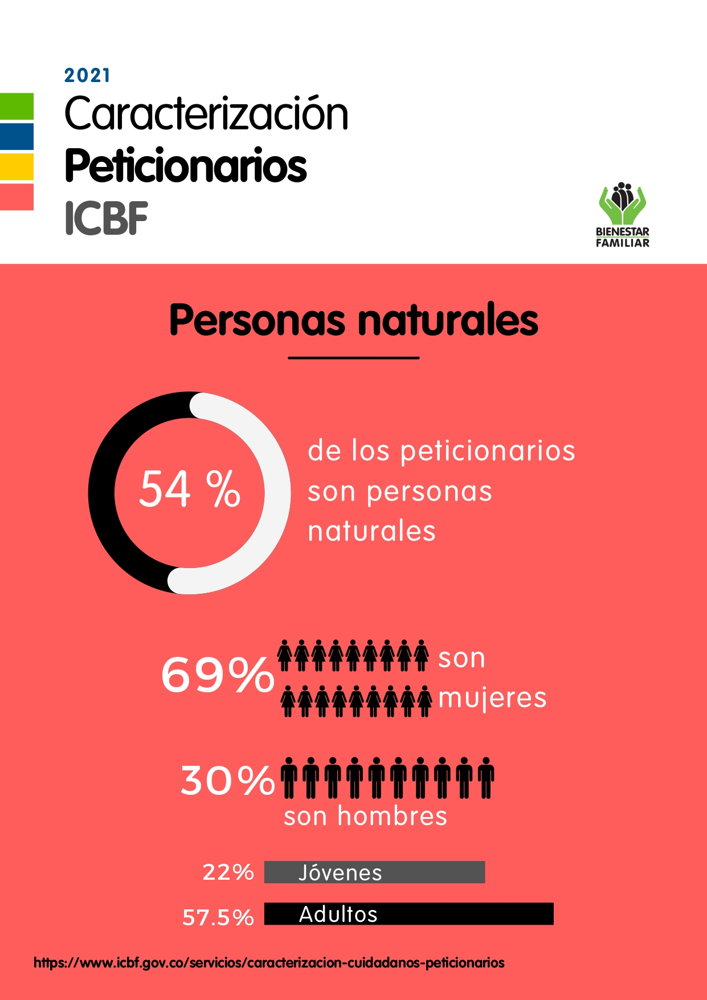 2021
Caracterización
Peticionarios
ICBF
BIENESTAR
FAMILIAR
Personas naturales
54 %
de los peticionarios
son personas
naturales
69%
son
mujeres
30%
son hombres
22% Jóvenes
57.5% Adultos
https://www.icbf.gov.co/servicios/caracterizacion-cuidadanos-peticionarios